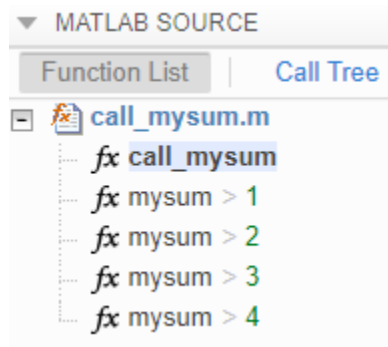 MATLAB SOURCE
Function List Call Tree
call_mysum.m
fx call_mysum
fx mysum > 1
fx mysum > 2
fx mysum > 3
fx mysum > 4